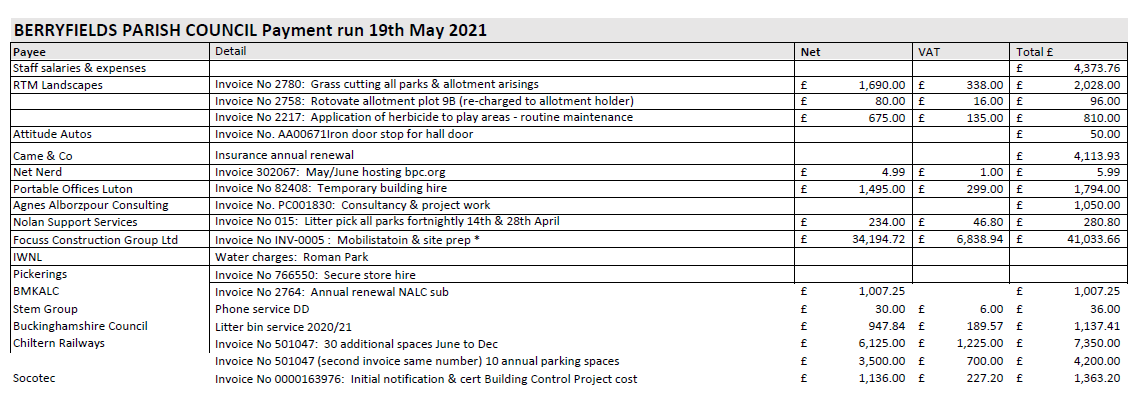 BERRYFIELDS PARISH COUNCIL Payment run 19th May 2021
Payee Detail Net VAT Total £
Staff salaries & expenses £ 4,373.76
RTM Landscapes Invoice No 2780: Grass cutting all parks & allotment arisings £ 1,690.00 £ 338.00 £ 2,028.00
Invoice No 2758: Rotovate allotment plot 9B (re-charged to allotment holder) £ 80.00 £ 16.00 £ 96.00
Invoice No 2217: Application of herbicide to play areas - routine maintenance £ 675.00 £ 135.00 £ 810.00
Attitude Autos Invoice No. AA00671Iron door stop for hall door £ 50.00
Came & Co Insurance annual renewal £ 4,113.93
Net Nerd Invoice 302067: May/June hosting bpc.org £ 4.99 £ 1.00 £ 5.99
Portable Offices Luton Invoice No 82408: Temporary building hire £ 1,495.00 £ 299.00 £ 1,794.00
Agnes Alborzpour Consulting Invoice No. PC001830: Consultancy & project work £ 1,050.00
Nolan Support Services Invoice No 015: Litter pick all parks fortnightly 14th & 28th April £ 234.00 £ 46.80 £ 280.80
Focuss Construction Group Ltd Invoice No INV-0005 : Mobilistatoin & site prep * £ 34,194.72 £ 6,838.94 £ 41,033.66
IWNL Water charges: Roman Park
Pickerings Invoice No 766550: Secure store hire
BMKALC Invoice No 2764: Annual renewal NALC sub £ 1,007.25 £ 1,007.25
Stem Group Phone service DD £ 30.00 £ 6.00 £ 36.00
Buckinghamshire Council Litter bin service 2020/21 £ 947.84 £ 189.57 £ 1,137.41
Chiltern Railways Invoice No 501047: 30 additional spaces June to Dec £ 6,125.00 £ 1,225.00 £ 7,350.00
Invoice No 501047 (second invoice same number) 10 annual parking spaces £ 3,500.00 £ 700.00 £ 4,200.00
Socotec Invoice No 0000163976: Initial notification & cert Building Control Project cost £ 1,136.00 £ 227.20 £ 1,363.20